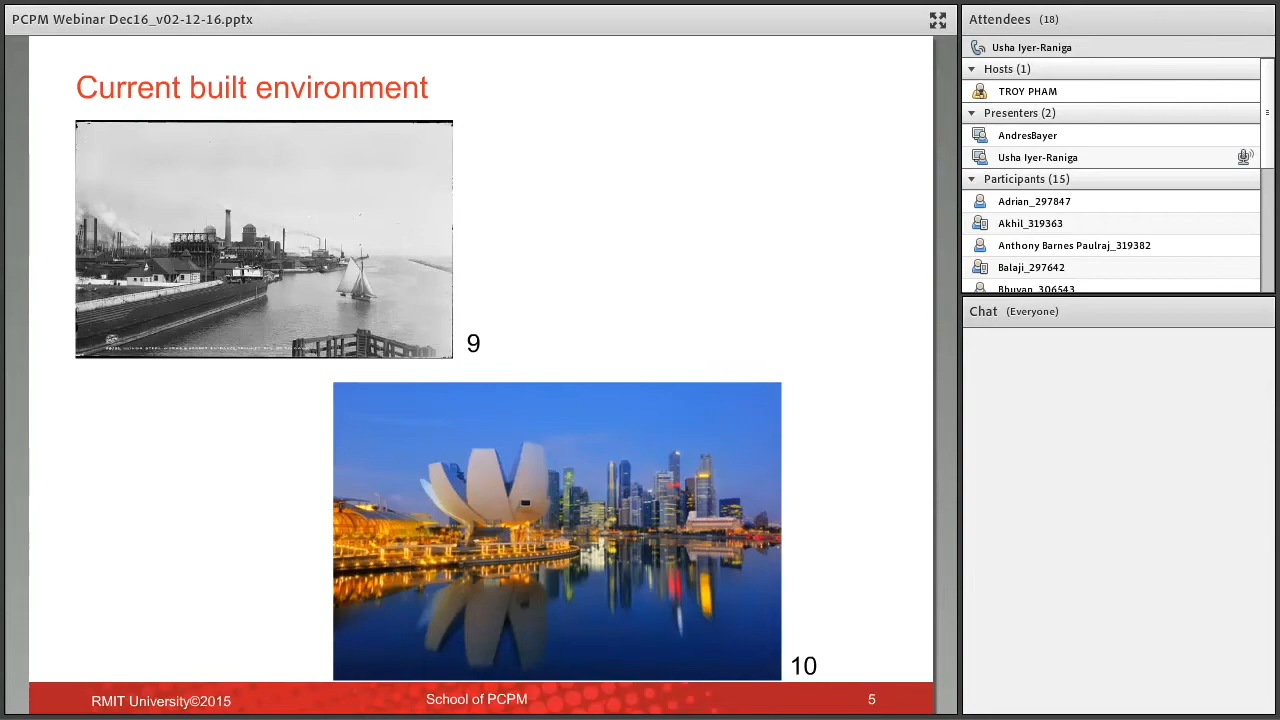 PCPM Webinar Dec16_v02-12-16.pptx
Current built environment
9
10
RMIT University©2015
School of PCPM
5
Attendees (18)
Usha Iyer-Raniga
Hosts (1)
TROY PHAM
Presenters (2)
AndresBayer
Usha Iyer-Raniga
Participants (15)
Adrian_297847
Akhil_319363
Anthony Barnes Paulraj_319382
Balaji_297642
Bhuvan_306543
Chat (Everyone)